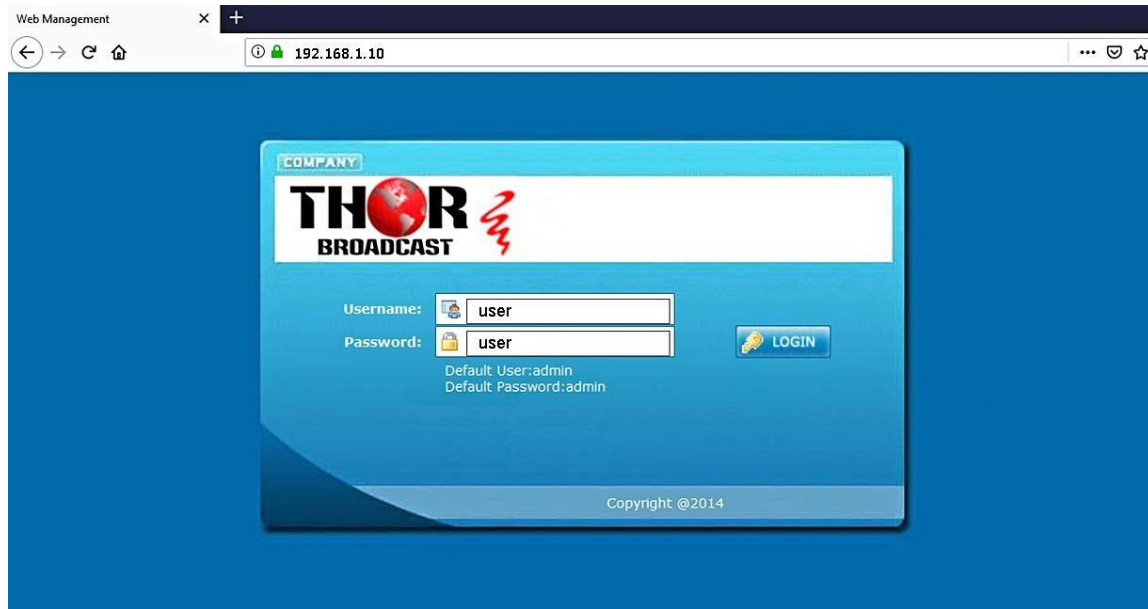 Web Management
192.168.1.10
COMPANY
THOR
BROADCAST
Username: user
Password: user
LOGIN
Default User:admin
Default Password:admin
Copyright @2014